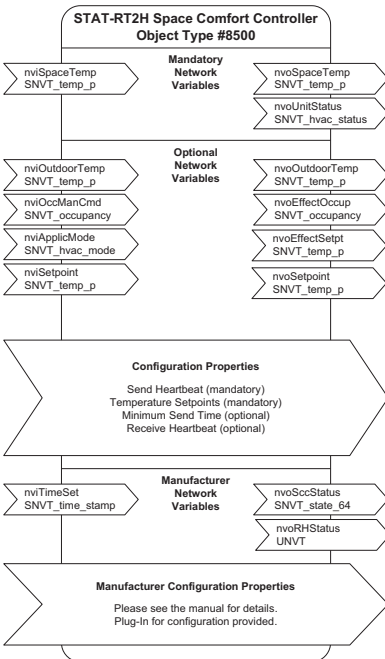 STAT-RT2H Space Comfort Controller
Object Type #8500
Mandatory
Network
Variables
nviSpaceTemp
SNVT_temp_p
nvoSpaceTemp
SNVT_temp_p
nvoUnitStatus
SNVT_hvac_status
Optional
Network
Variables
nviOutdoorTemp
SNVT_temp_p
nvoOutdoorTemp
SNVT_temp_p
nviOccManCmd
SNVT_occupancy
nvoEffectOccup
SNVT_occupancy
nviApplicMode
SNVT_hvac_mode
nvoEffectSetpt
SNVT_temp_p
nviSetpoint
SNVT_temp_p
nvoSetpoint
SNVT_temp_p
Configuration Properties
Send Heartbeat (mandatory)
Temperature Setpoints (mandatory)
Minimum Send Time (optional)
Receive Heartbeat (optional)
Manufacturer
Network
Variables
nviTimeSet
SNVT_time_stamp
nvoSccStatus
SNVT_state_64
nvoRHStatus
UNVT
Manufacturer Configuration Properties
Please see the manual for details.
Plug-In for configuration provided.